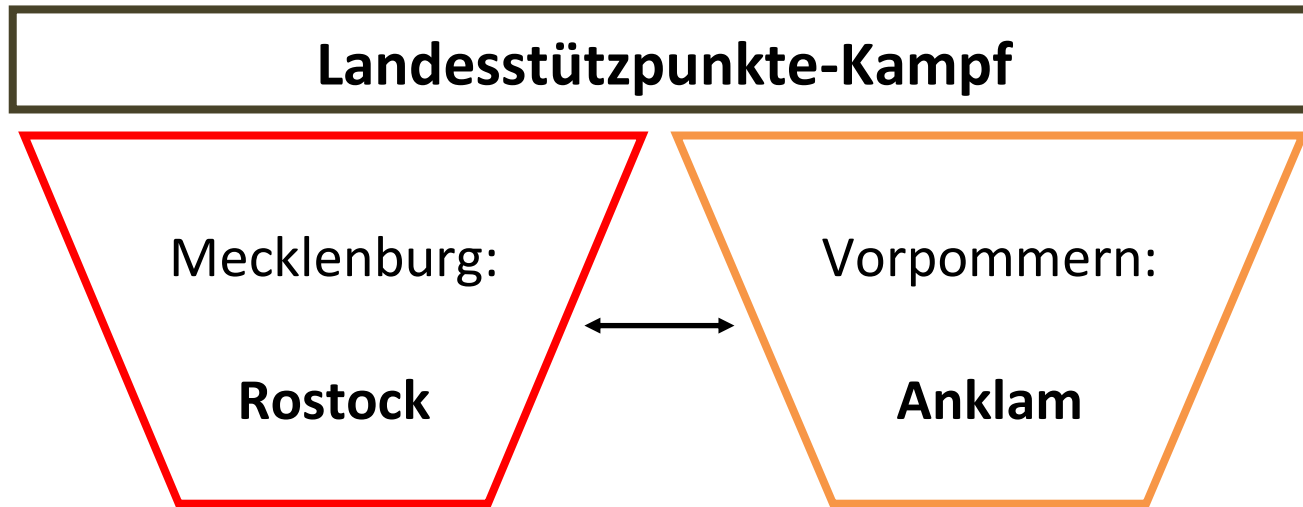 Landesstützpunkte-Kampf
Mecklenburg:
Rostock
Vorpommern:
Anklam